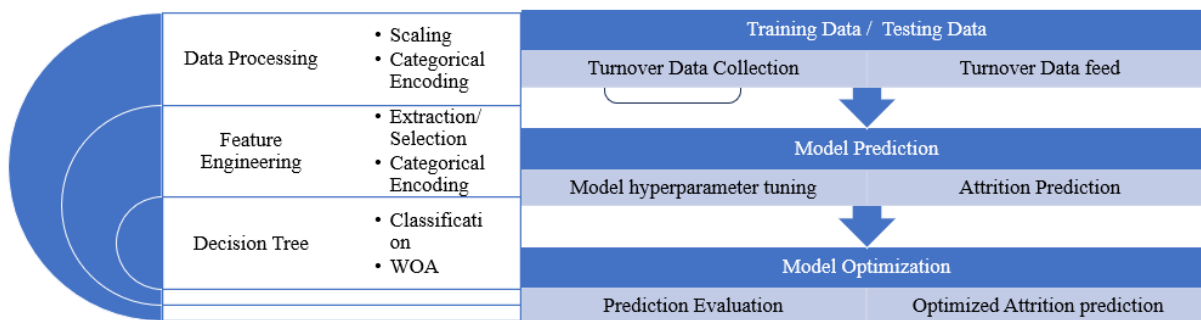 Data Processing
• Scaling
• Categorical
Encoding
Feature
Engineering
• Extraction/
Selection
• Categorical
Encoding
Decision Tree
• Classificati
on
• WOA
Training Data / Testing Data
Turnover Data Collection
Turnover Data feed
Model Prediction
Model hyperparameter tuning
Attrition Prediction
Model Optimization
Prediction Evaluation
Optimized Attrition prediction